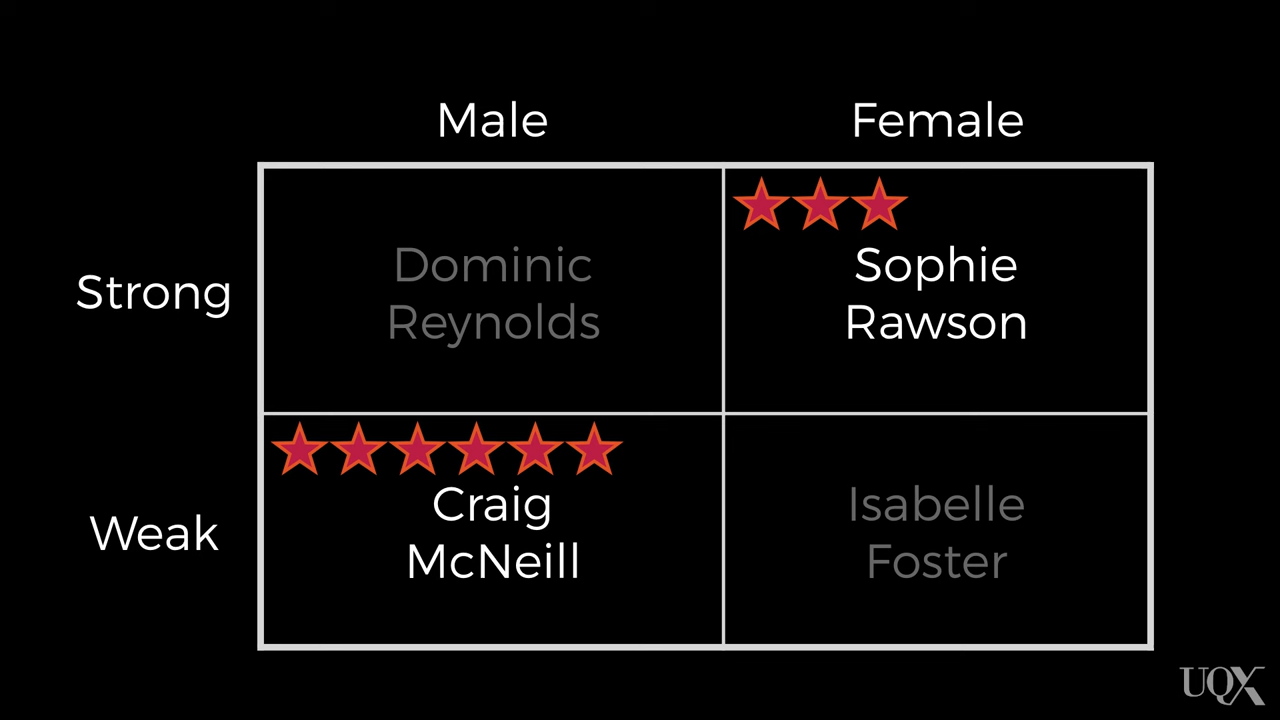 Male Female
Strong
Dominic
Reynolds
Sophie
Rawson
Weak
Craig
McNeill
Isabelle
Foster
UQX